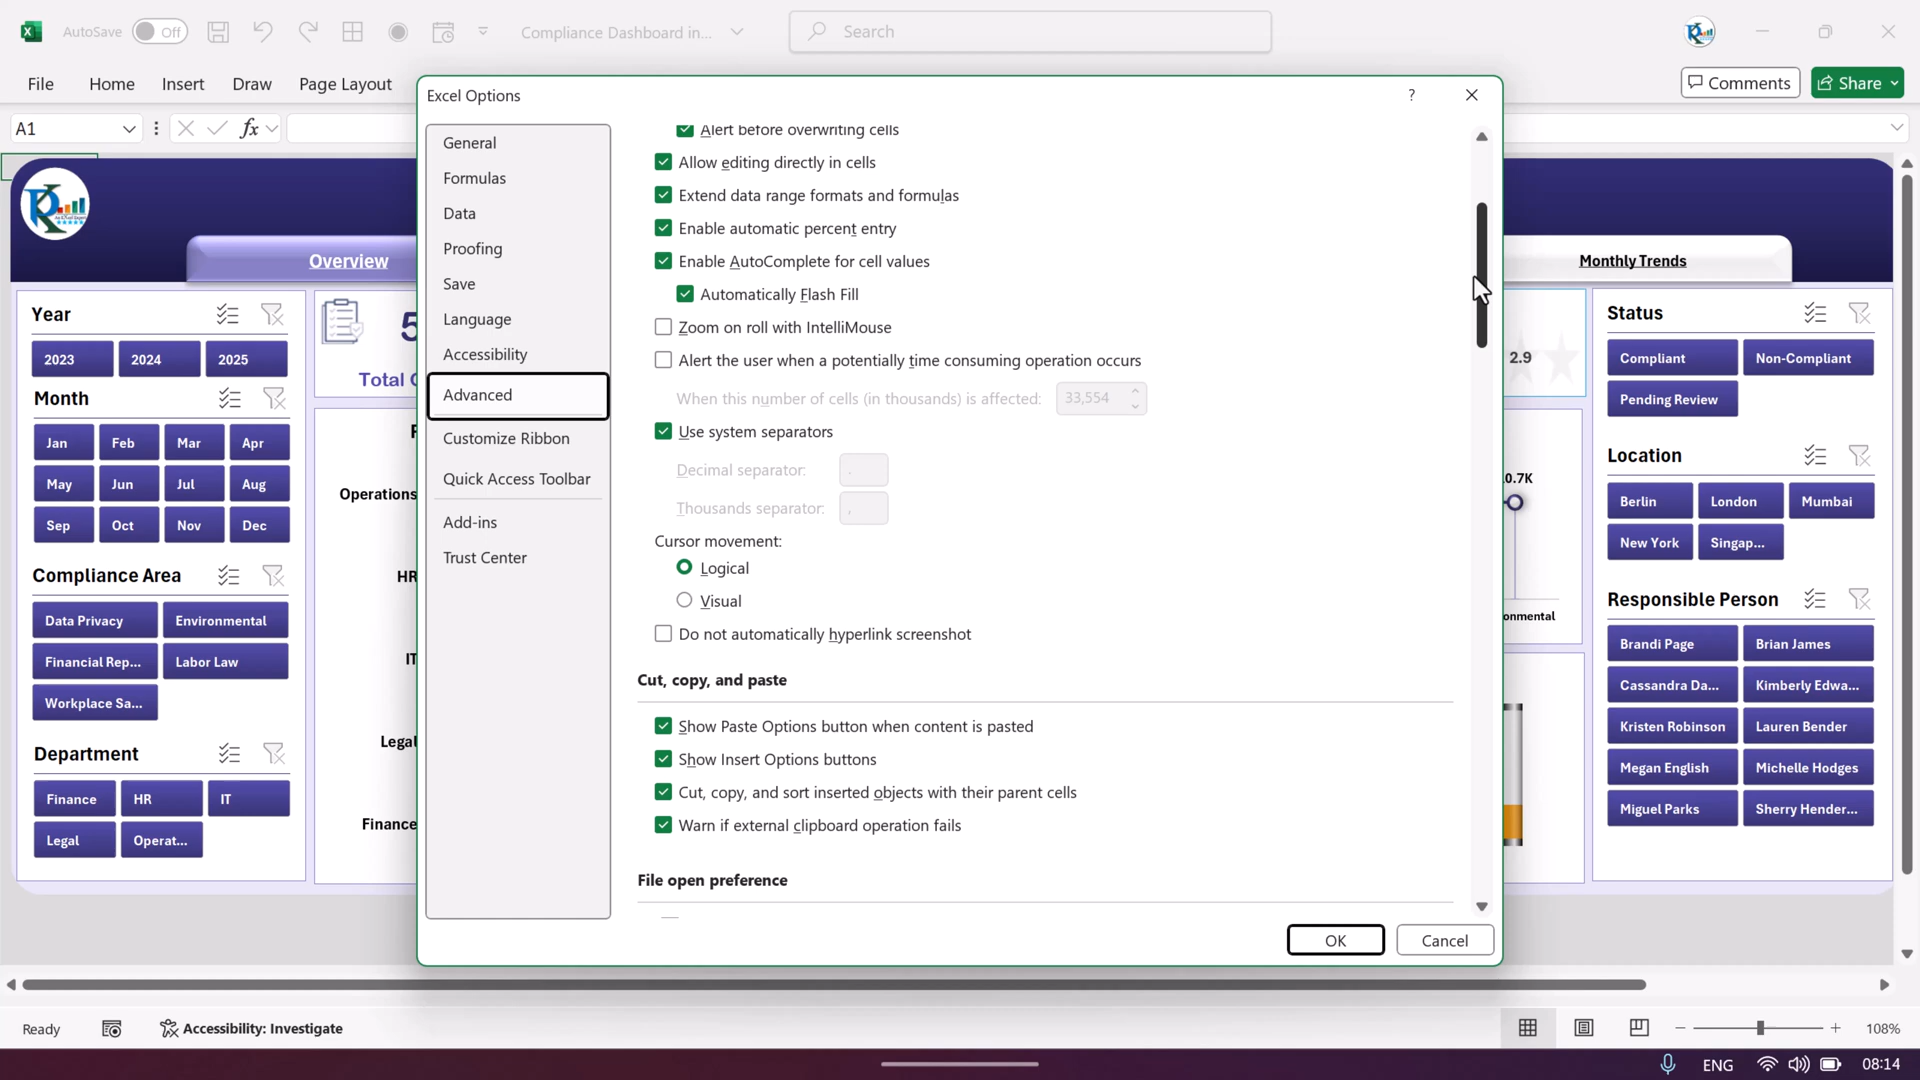 AutoSave Off
Compliance Dashboard in...
Search
File Home Insert Draw Page Layout
Comments Share
A1
fx
Overview
Monthly Trends
Year
2023 2024 2025
Month
Jan Feb Mar Apr
May Jun Jul Aug
Sep Oct Nov Dec
Compliance Area
Data Privacy Environmental
Financial Rep... Labor Law
Workplace Sa...
Department
Finance HR IT
Legal Operat...
5
Total
Operations
HR
IT
Legal
Finance
Excel Options
?
General
Formulas
Data
Proofing
Save
Language
Accessibility
Advanced
Customize Ribbon
Quick Access Toolbar
Add-ins
Trust Center
Alert before overwriting cells
Allow editing directly in cells
Extend data range formats and formulas
Enable automatic percent entry
Enable AutoComplete for cell values
Automatically Flash Fill
Zoom on roll with IntelliMouse
Alert the user when a potentially time consuming operation occurs
When this number of cells (in thousands) is affected: 33,554
Use system separators
Decimal separator: .
Thousands separator: ,
Cursor movement:
Logical
Visual
Do not automatically hyperlink screenshot
Cut, copy, and paste
Show Paste Options button when content is pasted
Show Insert Options buttons
Cut, copy, and sort inserted objects with their parent cells
Warn if external clipboard operation fails
File open preference
OK Cancel
2.9
0.7K
onmental
Status
Compliant Non-Compliant
Pending Review
Location
Berlin London Mumbai
New York Singap...
Responsible Person
Brandi Page Brian James
Cassandra Da... Kimberly Edwa...
Kristen Robinson Lauren Bender
Megan English Michelle Hodges
Miguel Parks Sherry Hender...
Ready
Accessibility: Investigate
108%
ENG
08:14